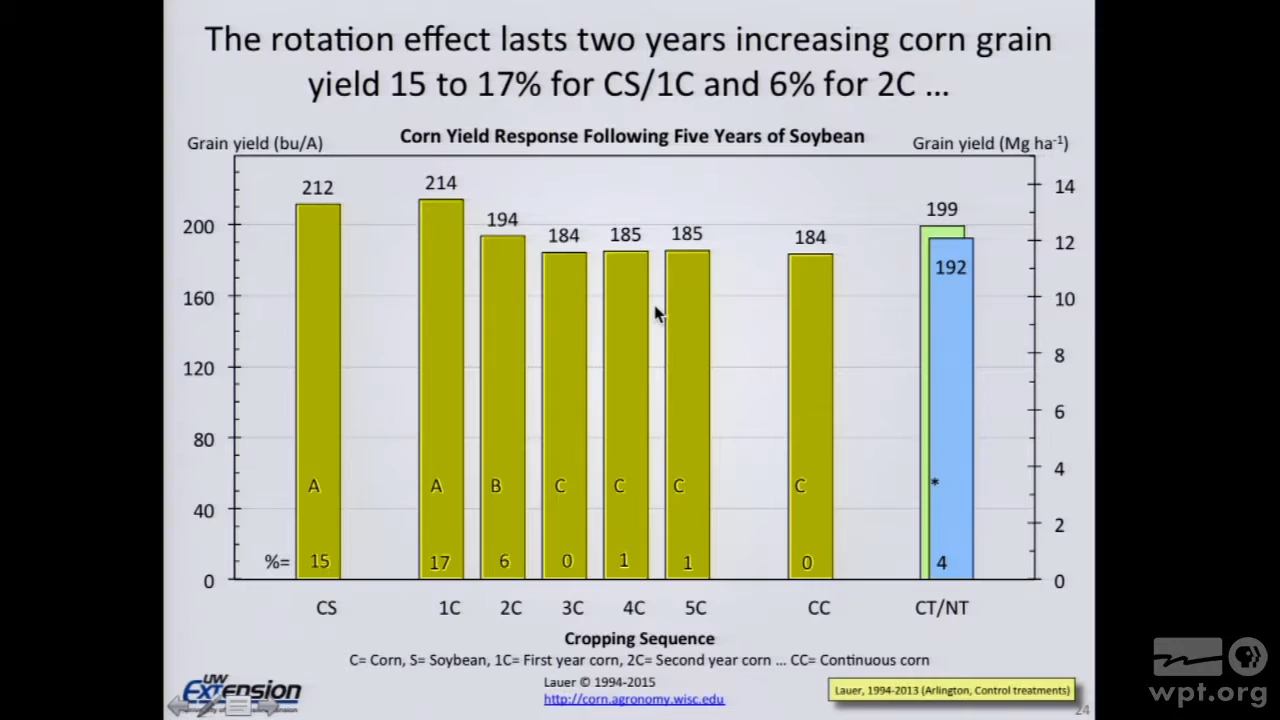 The rotation effect lasts two years increasing corn grain
yield 15 to 17% for CS/1C and 6% for 2C ...
Corn Yield Response Following Five Years of Soybean
Grain yield (bu/A)
Grain yield (Mg ha-1)
212
214
194
184
185
185
184
199
192
200
160
120
80
40
0
14
12
10
8
6
4
2
0
A
A
B
C
C
C
C
*
%=
15
17
6
0
1
1
0
4
CS
1C
2C
3C
4C
5C
CC
CT/NT
Cropping Sequence
C= Corn, S= Soybean, 1C= First year corn, 2C= Second year corn ... CC= Continuous corn
Lauer © 1994-2015
http://corn.agronomy.wisc.edu
Lauer, 1994-2013 (Arlington, Control treatments)
UW
Extension
24
PBS
wpt.org